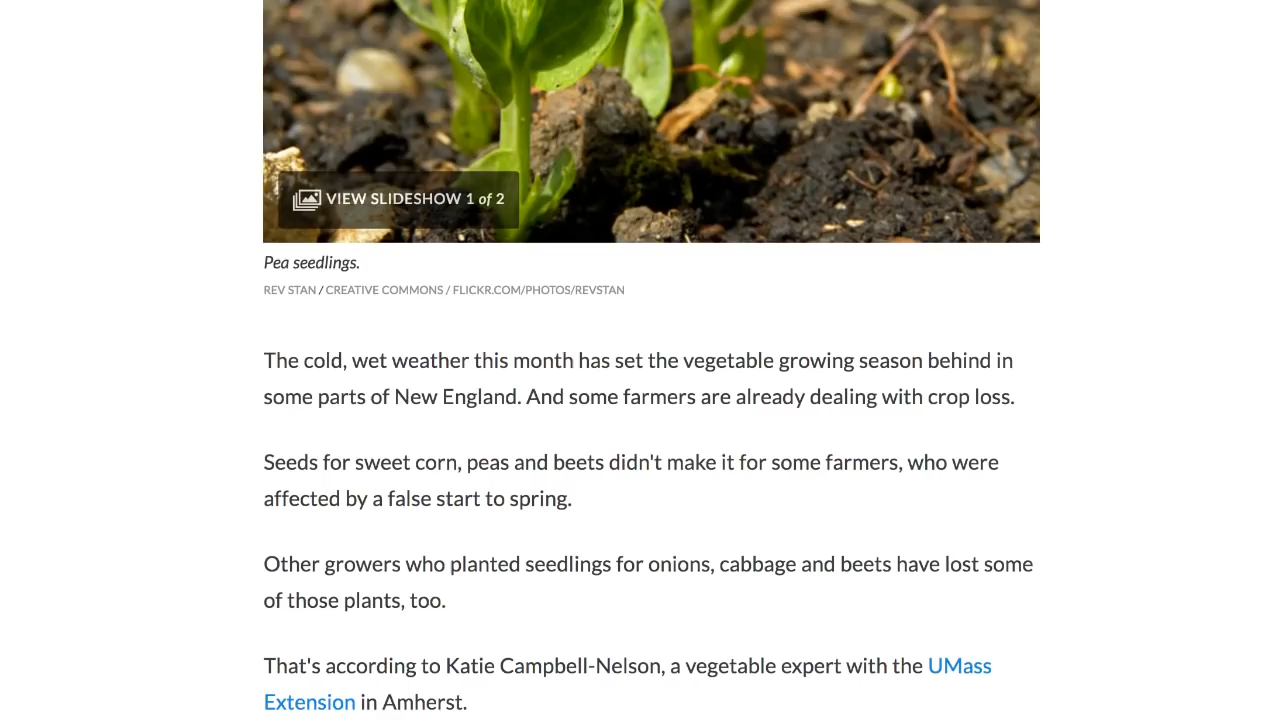 VIEW SLIDESHOW 1 of 2
Pea seedlings.
REV STAN / CREATIVE COMMONS / FLICKR.COM/PHOTOS/REVSTAN
The cold, wet weather this month has set the vegetable growing season behind in
some parts of New England. And some farmers are already dealing with crop loss.
Seeds for sweet corn, peas and beets didn't make it for some farmers, who were
affected by a false start to spring.
Other growers who planted seedlings for onions, cabbage and beets have lost some
of those plants, too.
That's according to Katie Campbell-Nelson, a vegetable expert with the UMass
Extension in Amherst.